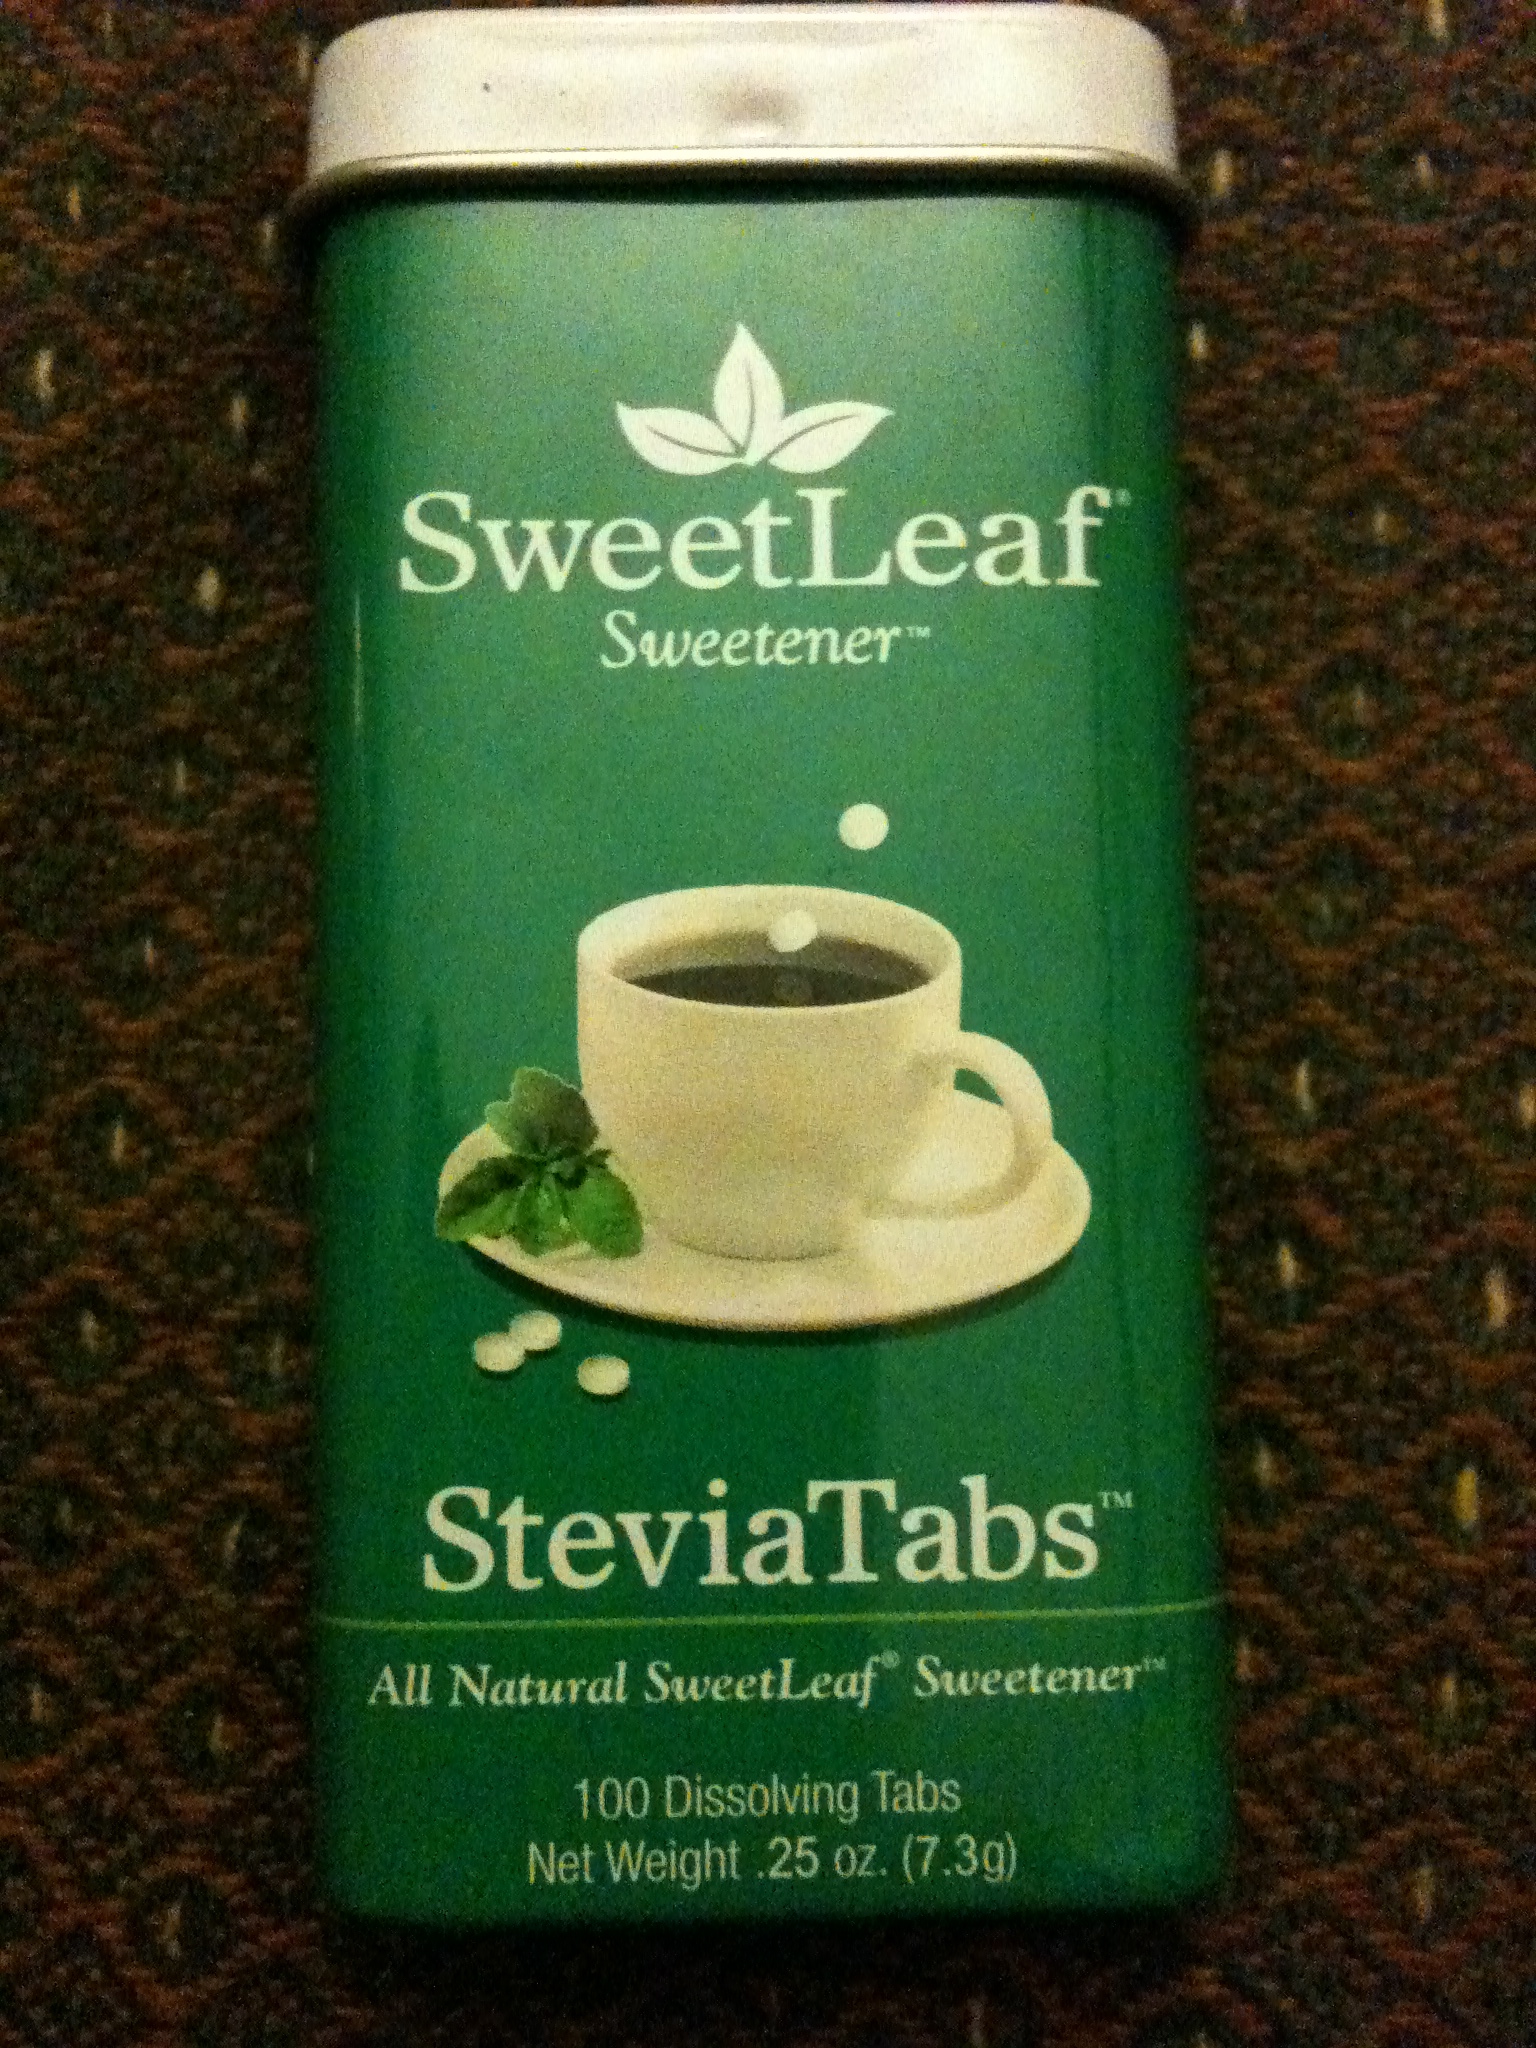 SweetLeaf®
Sweetener™
SteviaTabs™
All Natural SweetLeaf® Sweetener™
100 Dissolving Tabs
Net Weight .25 oz. (7.3g)